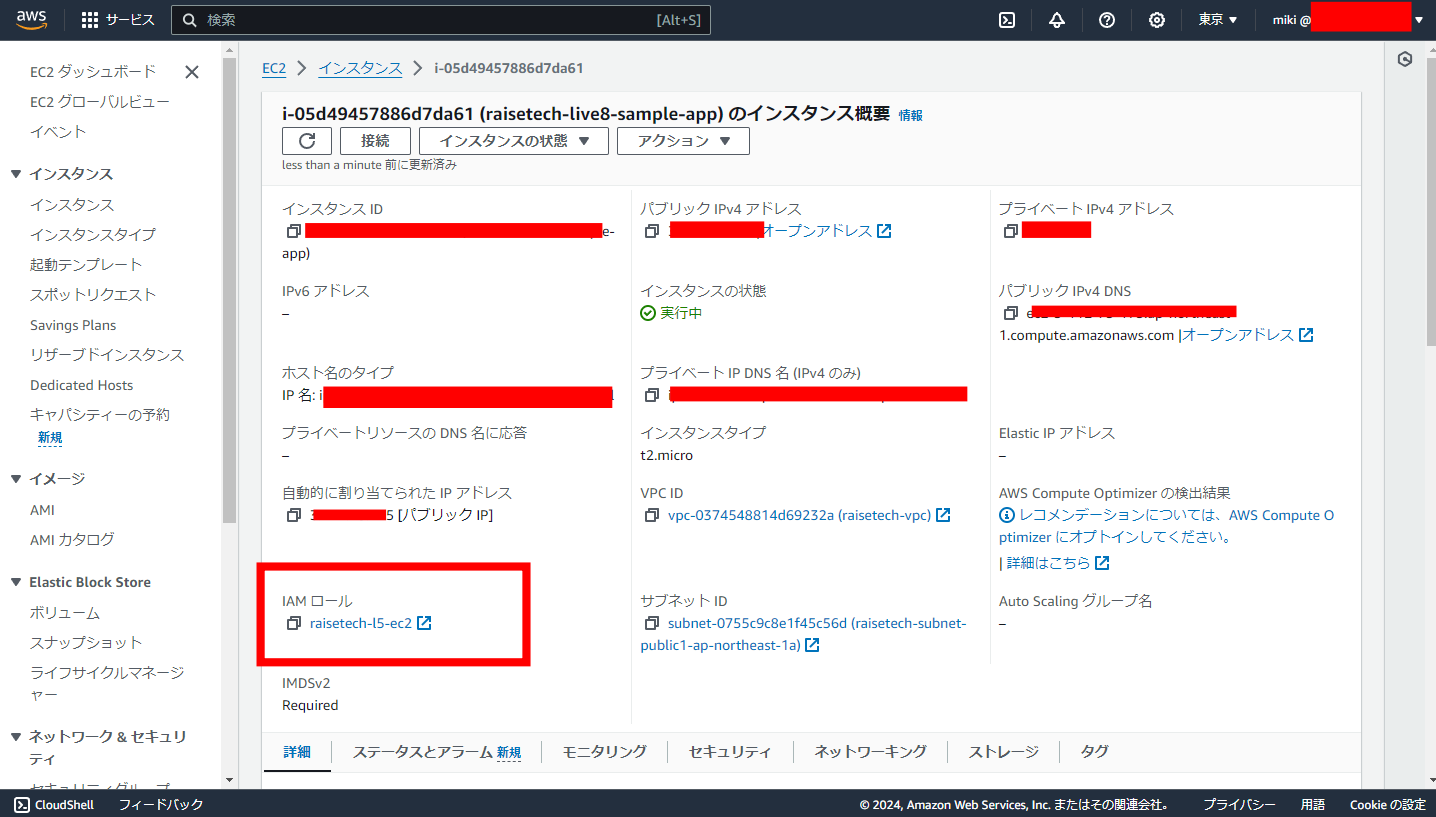 aws
サービス
検索
[Alt+S]
東京 ▼
miki @
EC2 ダッシュボード
EC2 グローバルビュー
イベント
▼ インスタンス
インスタンス
インスタンスタイプ
起動テンプレート
スポットリクエスト
Savings Plans
リザーブドインスタンス
Dedicated Hosts
キャパシティーの予約
新規
▼ イメージ
AMI
AMI カタログ
▼ Elastic Block Store
ボリューム
スナップショット
ライフサイクルマネージ
ャー
▼ ネットワーク & セキュリ
ティ
セキュリティグループ
EC2 > インスタンス > i-05d49457886d7da61
i-05d49457886d7da61 (raisetech-live8-sample-app) のインスタンス概要 情報
接続
インスタンスの状態 ▼
アクション ▼
less than a minute 前に更新済み
インスタンス ID
e-
app)
パブリック IPv4 アドレス
オープンアドレス
プライベート IPv4 アドレス
IPv6 アドレス
–
インスタンスの状態
実行中
パブリック IPv4 DNS
1.compute.amazonaws.com |オープンアドレス
ホスト名のタイプ
IP 名: i
プライベート IP DNS 名 (IPv4 のみ)
プライベートリソースの DNS 名に応答
–
インスタンスタイプ
t2.micro
Elastic IP アドレス
–
自動的に割り当てられた IP アドレス
5 [パブリック IP]
VPC ID
vpc-0374548814d69232a (raisetech-vpc)
AWS Compute Optimizer の検出結果
レコメンデーションについては、AWS Compute O
ptimizer にオプトインしてください。
| 詳細はこちら
IAM ロール
raisetech-l5-ec2
サブネット ID
subnet-0755c9c8e1f45c56d (raisetech-subnet-
public1-ap-northeast-1a)
Auto Scaling グループ名
–
IMDSv2
Required
詳細
ステータスとアラーム 新規
モニタリング
セキュリティ
ネットワーキング
ストレージ
タグ
CloudShell
フィードバック
© 2024, Amazon Web Services, Inc. またはその関連会社。
プライバシー
用語
Cookie の設定